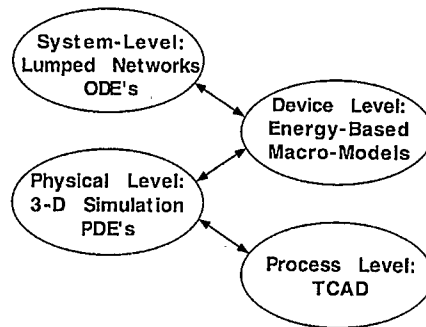 System-Level:
Lumped Networks
ODE's
Device Level:
Energy-Based
Macro-Models
Physical Level:
3-D Simulation
PDE's
Process Level:
TCAD